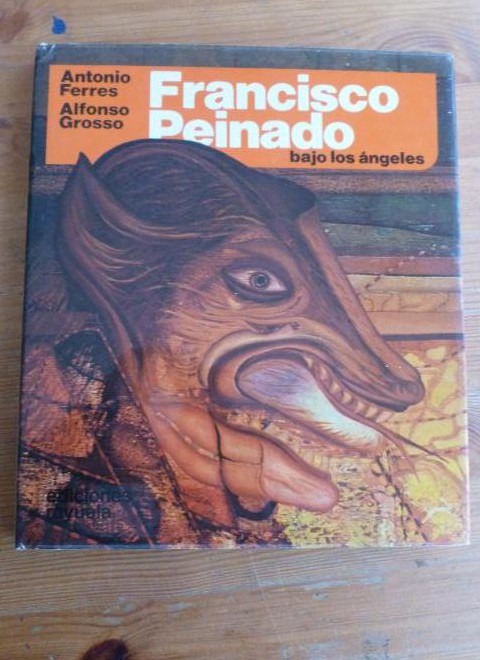 Antonio
Ferres
Alfonso
Grosso
Francisco
Peinado
bajo los ángeles
ediciones
rayuela